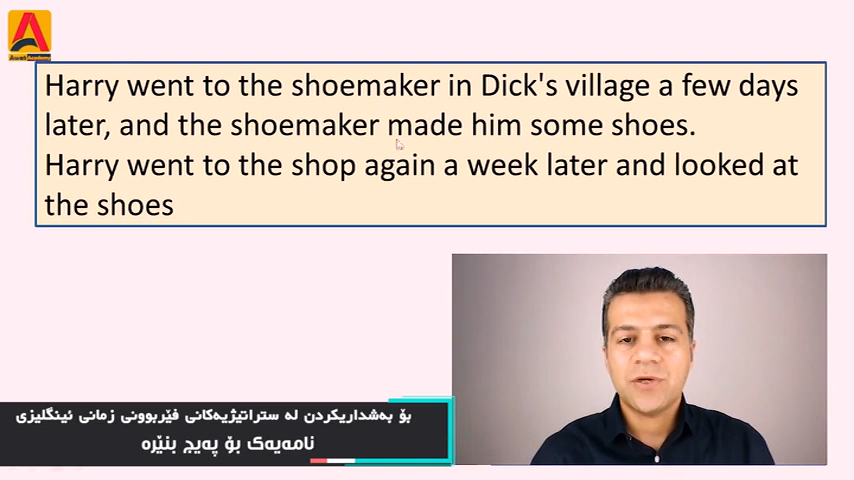 Harry went to the shoemaker in Dick's village a few days
later, and the shoemaker made him some shoes.
Harry went to the shop again a week later and looked at
the shoes
بۆ بەشداریکردن لە ستراتیژیەکانی فێربوونی زمانی ئینگلیزی
نامەیەک بۆ پەیج بنێرە